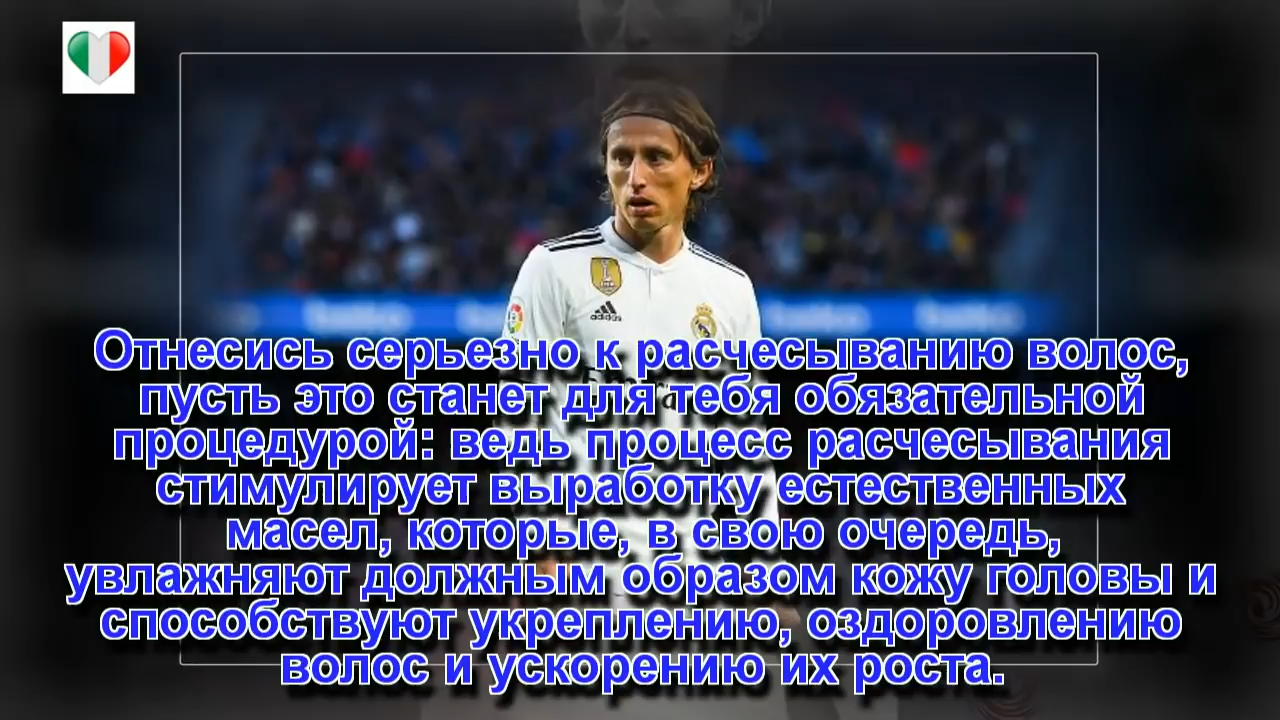 adidas
Отнесись серьезно к расчесыванию волос,
пусть это станет для тебя обязательной
процедурой: ведь процесс расчесывания
стимулирует выработку естественных
масел, которые, в свою очередь,
увлажняют должным образом кожу головы и
способствуют укреплению, оздоровлению
волос и ускорению их роста.